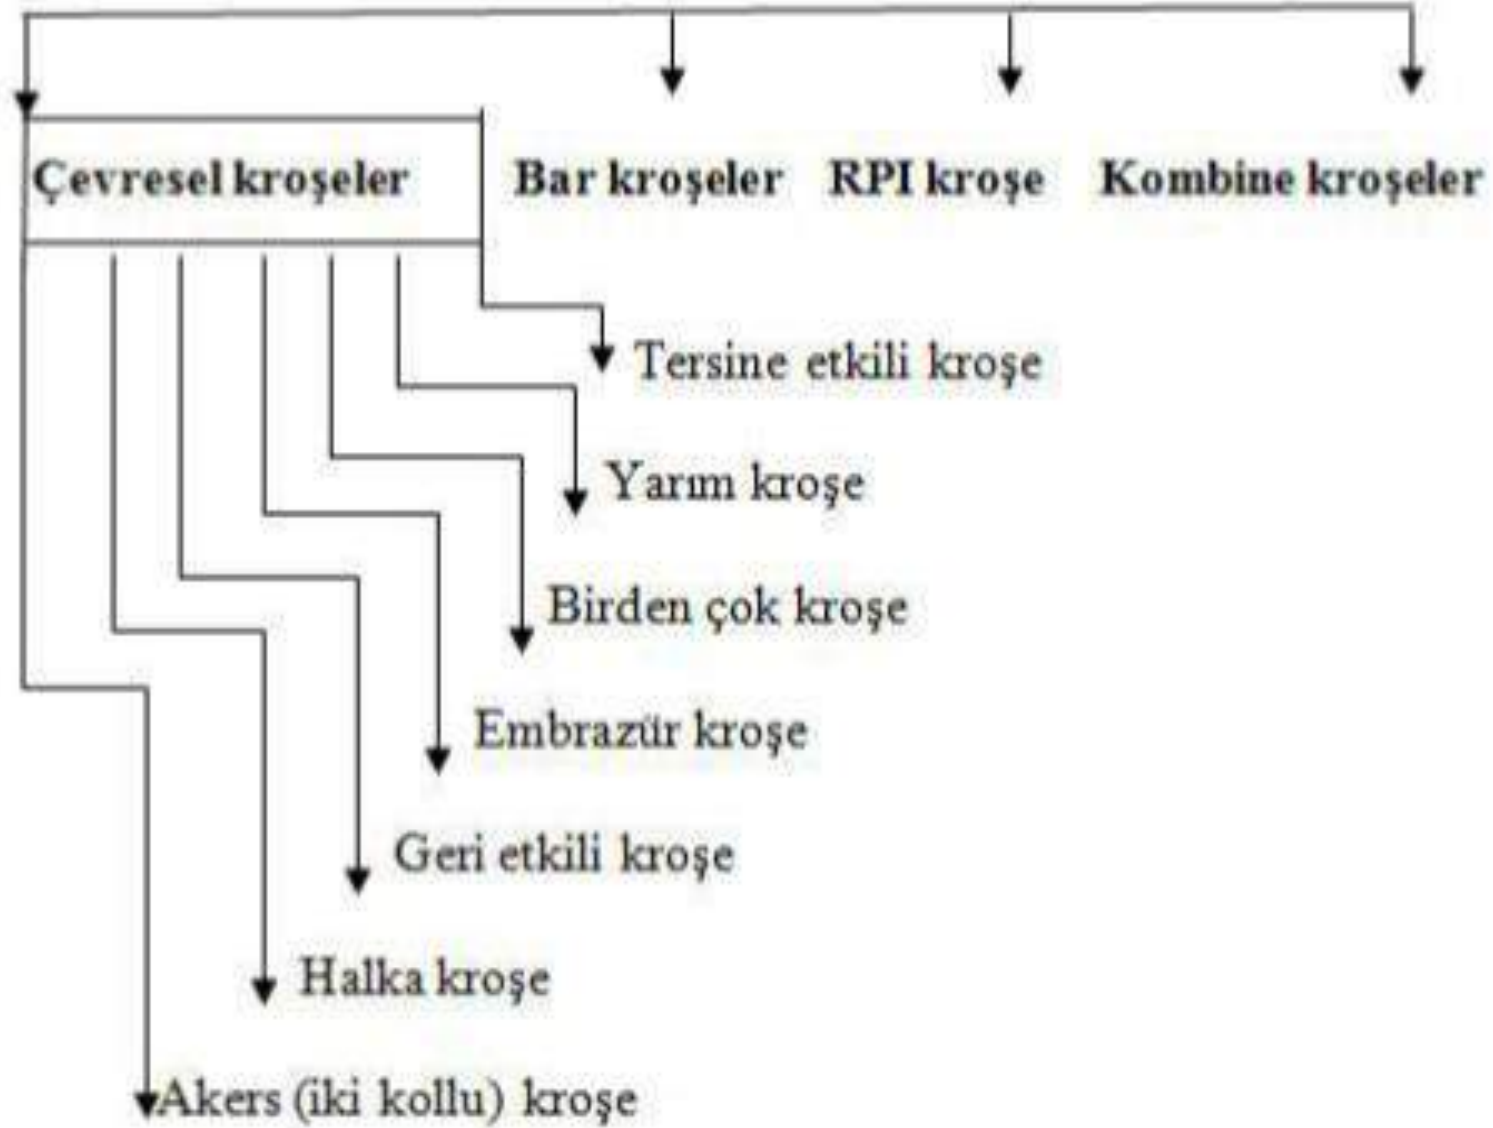 Çevresel kroşeler Bar kroşeler RPI kroşe Kombine kroşeler
Tersine etkili kroşe
Yarım kroşe
Birden çok kroşe
Embrazür kroşe
Geri etkili kroşe
Halka kroşe
Akers (iki kollu) kroşe